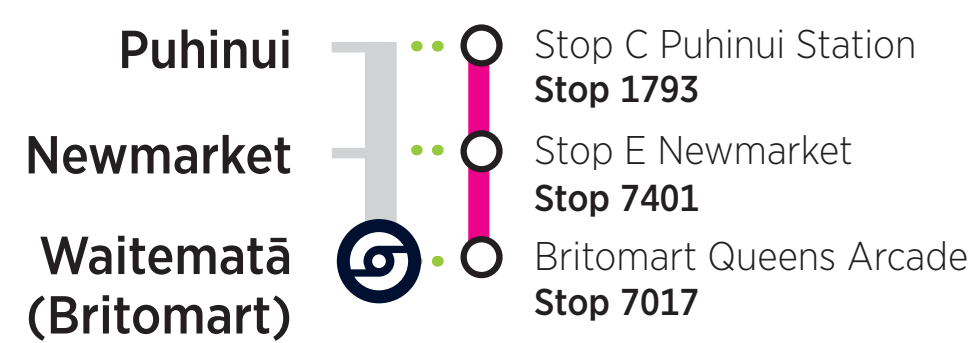 Puhinui
Stop C Puhinui Station
Stop 1793
Newmarket
Stop E Newmarket
Stop 7401
Waitematā
(Britomart)
Britomart Queens Arcade
Stop 7017